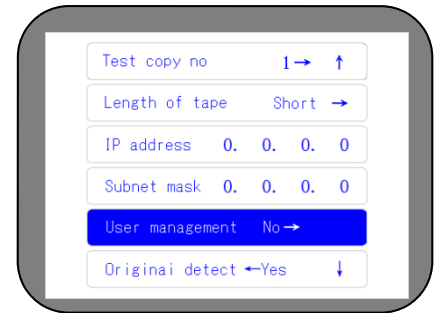 Test copy no 1→ ↑
Length of tape Short →
IP address 0. 0. 0. 0
Subnet mask 0. 0. 0. 0
User management No→
Originai detect ←Yes ↓